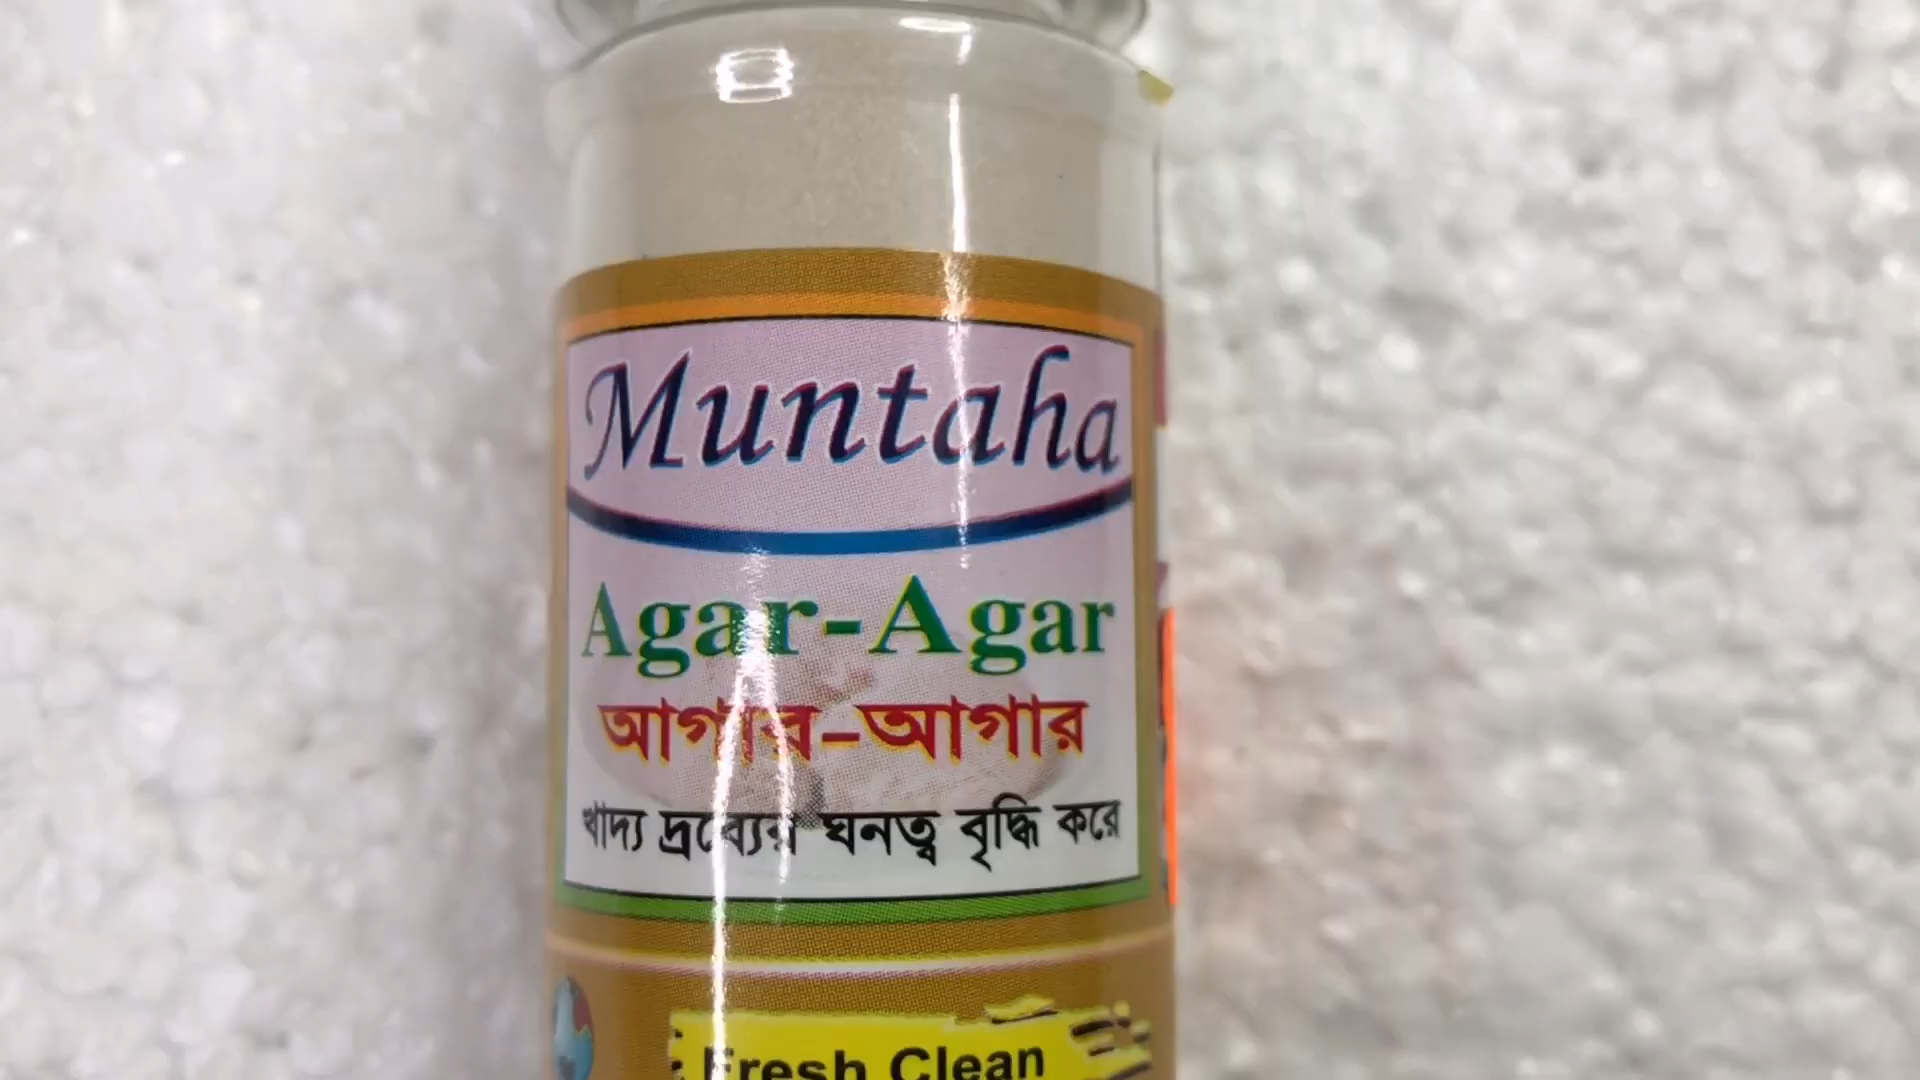 Muntaha
Agar-Agar
আগার-আগার
খাদ্য দ্রব্যের ঘনত্ব বৃদ্ধি করে
Fresh Clean